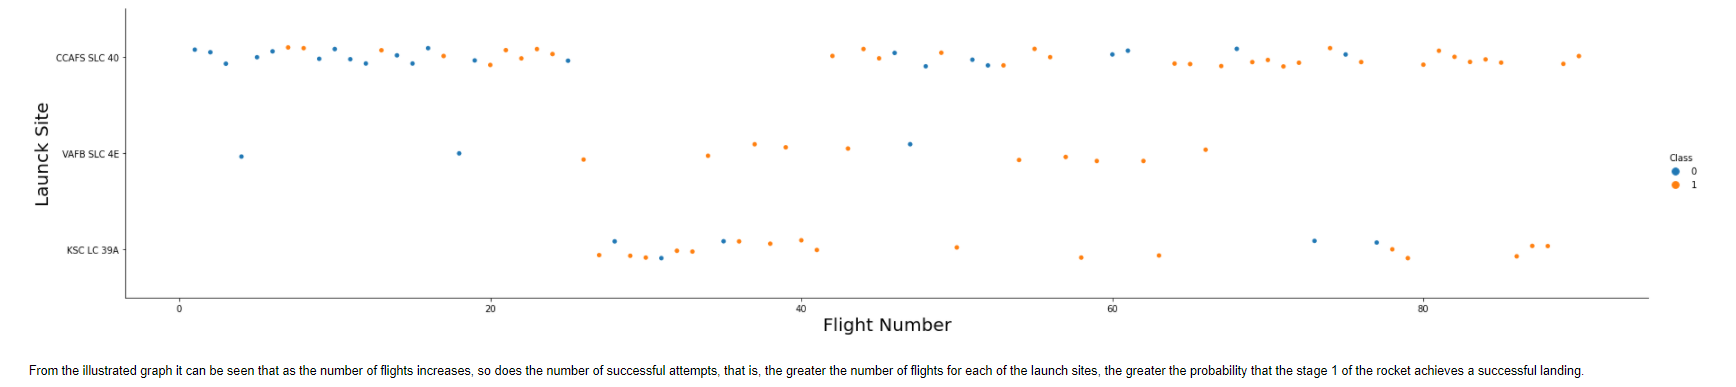 CCAFS SLC 40
VAFB SLC 4E
KSC LC 39A
Launck Site
0
20
40
60
80
Flight Number
Class
0
1
From the illustrated graph it can be seen that as the number of flights increases, so does the number of successful attempts, that is, the greater the number of flights for each of the launch sites, the greater the probability that the stage 1 of the rocket achieves a successful landing.